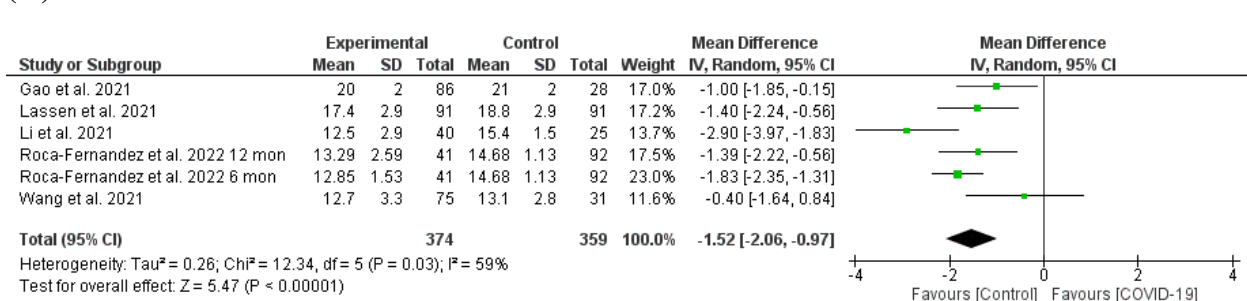 Experimental Control Mean Difference Mean Difference
Study or Subgroup Mean SD Total Mean SD Total Weight IV, Random, 95% CI IV, Random, 95% CI
Gao et al. 2021 20 2 86 21 2 28 17.0% -1.00 [-1.85, -0.15]
Lassen et al. 2021 17.4 2.9 91 18.8 2.9 91 17.2% -1.40 [-2.24, -0.56]
Li et al. 2021 12.5 2.9 40 15.4 1.5 25 13.7% -2.90 [-3.97, -1.83]
Roca-Fernandez et al. 2022 12 mon 13.29 2.59 41 14.68 1.13 92 17.5% -1.39 [-2.22, -0.56]
Roca-Fernandez et al. 2022 6 mon 12.85 1.53 41 14.68 1.13 92 23.0% -1.83 [-2.35, -1.31]
Wang et al. 2021 12.7 3.3 75 13.1 2.8 31 11.6% -0.40 [-1.64, 0.84]
Total (95% CI) 374 359 100.0% -1.52 [-2.06, -0.97]
Heterogeneity: Tau² = 0.26; Chi² = 12.34, df = 5 (P = 0.03); I² = 59%
Test for overall effect: Z = 5.47 (P < 0.00001)
-4 -2 0 2 4
Favours [Control] Favours [COVID-19]